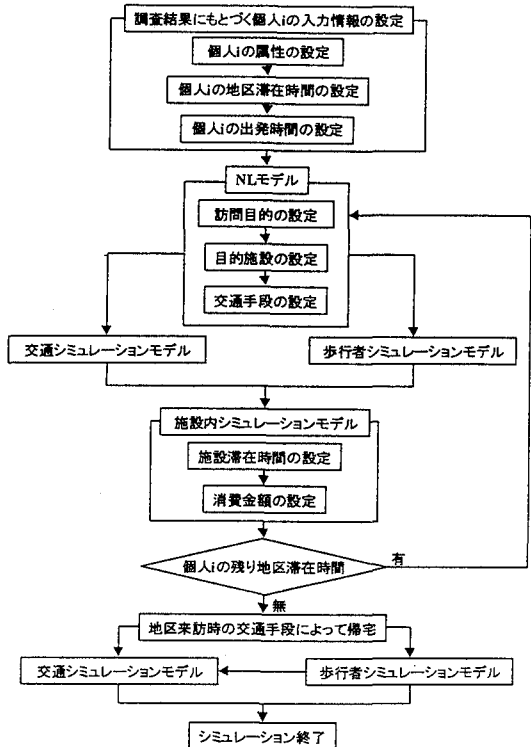 調査結果にもとづく個人iの入力情報の設定
個人iの属性の設定
個人iの地区滞在時間の設定
個人iの出発時間の設定
NLモデル
訪問目的の設定
目的施設の設定
交通手段の設定
交通シミュレーションモデル
歩行者シミュレーションモデル
施設内シミュレーションモデル
施設滞在時間の設定
消費金額の設定
個人iの残り地区滞在時間
有
無
地区来訪時の交通手段によって帰宅
交通シミュレーションモデル
歩行者シミュレーションモデル
シミュレーション終了